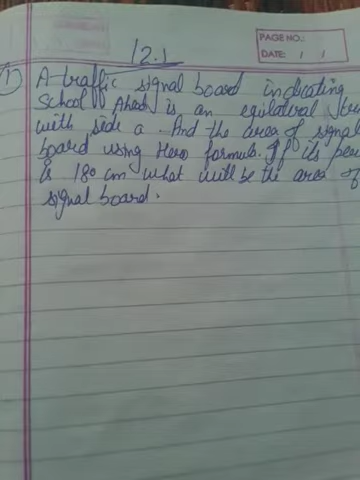 12.1
PAGE NO.:
DATE: / /
1) A traffic signal board indicating
School Ahead is an equilateral
with side a. And the area of signal
board using Hero formula. If its
is 180 cm what will be the area of
signal board.